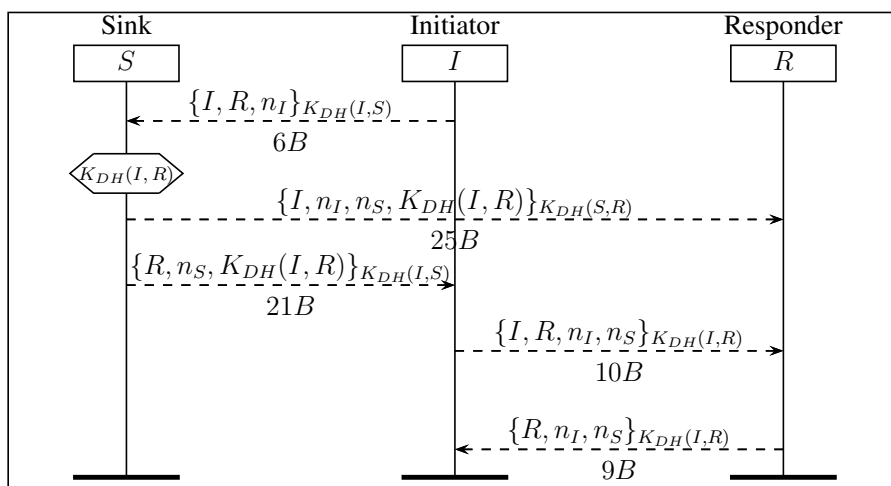 Sink Initiator Responder
S I R
{I, R, n_I}_{K_{DH}(I,S)}
6B
K_{DH}(I, R)
{I, n_I, n_S, K_{DH}(I, R)}_{K_{DH}(S,R)}
25B
{R, n_S, K_{DH}(I, R)}_{K_{DH}(I,S)}
21B
{I, R, n_I, n_S}_{K_{DH}(I,R)}
10B
{R, n_I, n_S}_{K_{DH}(I,R)}
9B